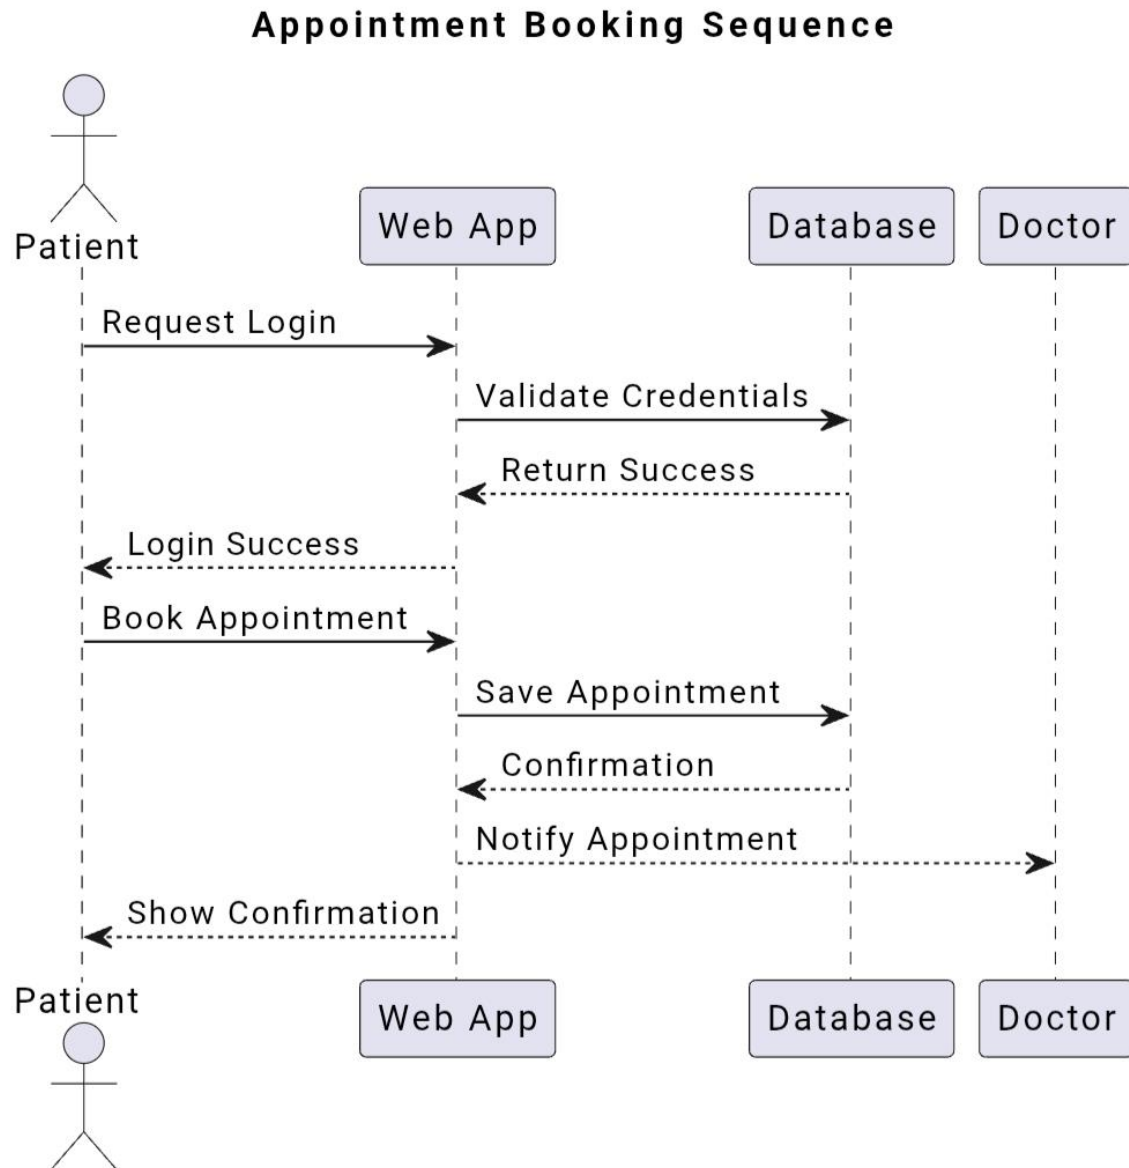 Appointment Booking Sequence
Patient
Web App
Database
Doctor
Request Login
Validate Credentials
Return Success
Login Success
Book Appointment
Save Appointment
Confirmation
Notify Appointment
Show Confirmation
Patient
Web App
Database
Doctor